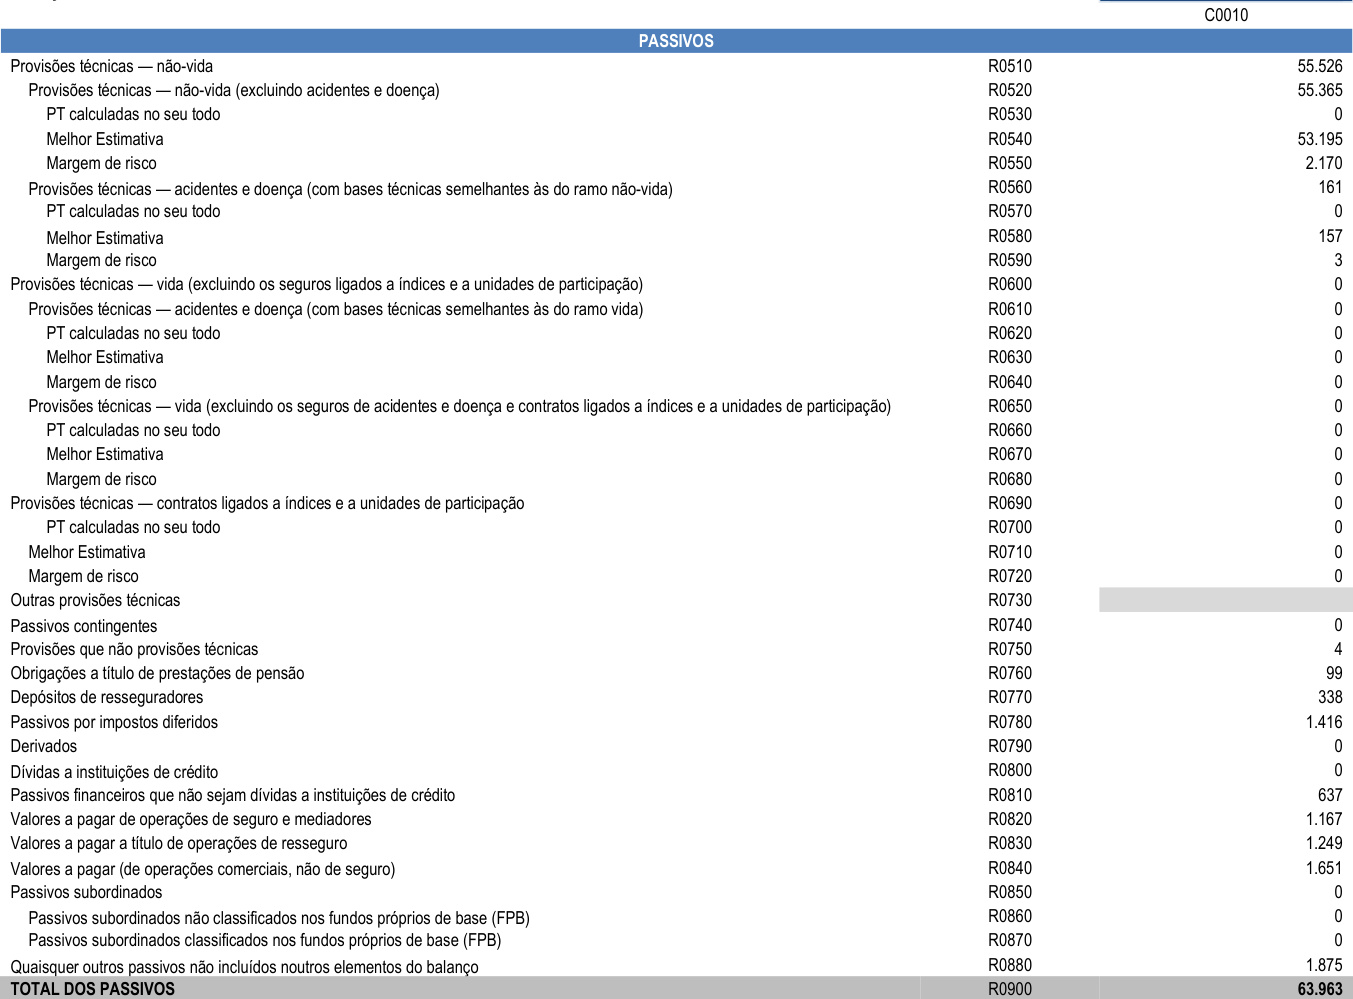 C0010
PASSIVOS
Provisões técnicas — não-vida R0510 55.526
Provisões técnicas — não-vida (excluindo acidentes e doença) R0520 55.365
PT calculadas no seu todo R0530 0
Melhor Estimativa R0540 53.195
Margem de risco R0550 2.170
Provisões técnicas — acidentes e doença (com bases técnicas semelhantes às do ramo não-vida) R0560 161
PT calculadas no seu todo R0570 0
Melhor Estimativa R0580 157
Margem de risco R0590 3
Provisões técnicas — vida (excluindo os seguros ligados a índices e a unidades de participação) R0600 0
Provisões técnicas — acidentes e doença (com bases técnicas semelhantes às do ramo vida) R0610 0
PT calculadas no seu todo R0620 0
Melhor Estimativa R0630 0
Margem de risco R0640 0
Provisões técnicas — vida (excluindo os seguros de acidentes e doença e contratos ligados a índices e a unidades de participação) R0650 0
PT calculadas no seu todo R0660 0
Melhor Estimativa R0670 0
Margem de risco R0680 0
Provisões técnicas — contratos ligados a índices e a unidades de participação R0690 0
PT calculadas no seu todo R0700 0
Melhor Estimativa R0710 0
Margem de risco R0720 0
Outras provisões técnicas R0730
Passivos contingentes R0740 0
Provisões que não provisões técnicas R0750 4
Obrigações a título de prestações de pensão R0760 99
Depósitos de resseguradores R0770 338
Passivos por impostos diferidos R0780 1.416
Derivados R0790 0
Dívidas a instituições de crédito R0800 0
Passivos financeiros que não sejam dívidas a instituições de crédito R0810 637
Valores a pagar de operações de seguro e mediadores R0820 1.167
Valores a pagar a título de operações de resseguro R0830 1.249
Valores a pagar (de operações comerciais, não de seguro) R0840 1.651
Passivos subordinados R0850 0
Passivos subordinados não classificados nos fundos próprios de base (FPB) R0860 0
Passivos subordinados classificados nos fundos próprios de base (FPB) R0870 0
Quaisquer outros passivos não incluídos noutros elementos do balanço R0880 1.875
TOTAL DOS PASSIVOS R0900 63.963